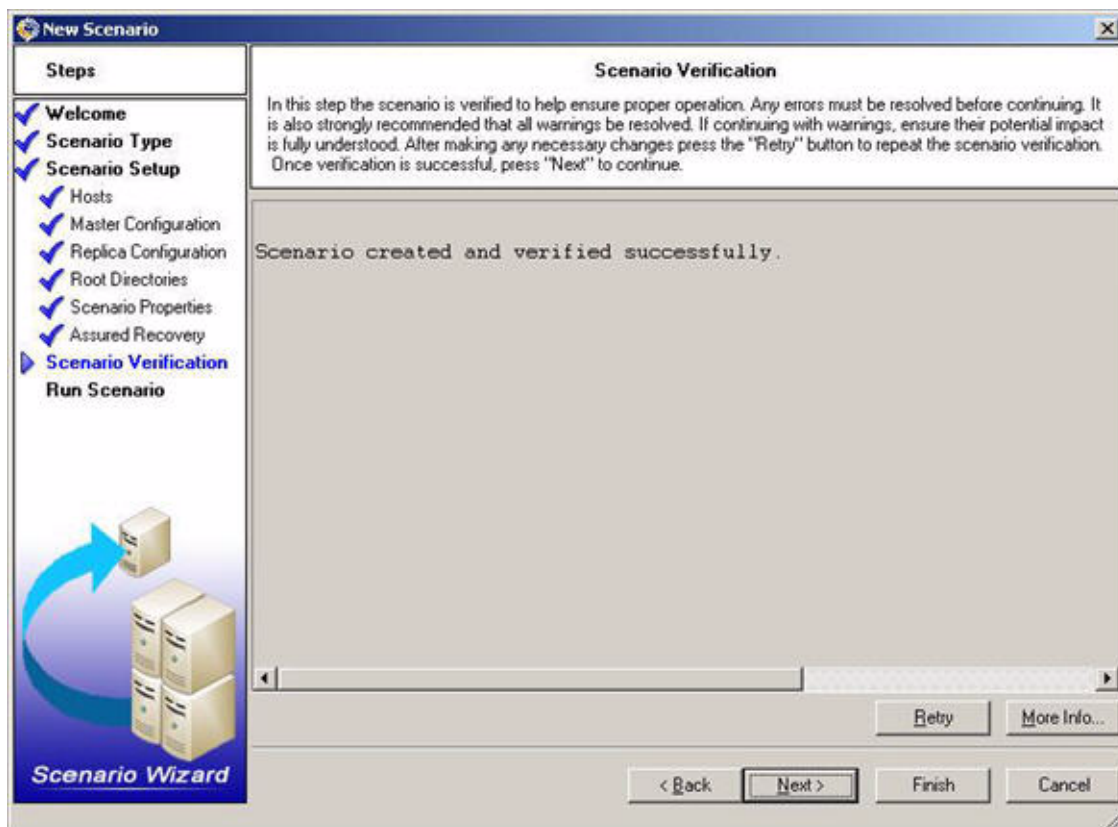 New Scenario
Steps
Welcome
Scenario Type
Scenario Setup
Hosts
Master Configuration
Replica Configuration
Root Directories
Scenario Properties
Assured Recovery
Scenario Verification
Run Scenario
Scenario Wizard
Scenario Verification
In this step the scenario is verified to help ensure proper operation. Any errors must be resolved before continuing. It
is also strongly recommended that all warnings be resolved. If continuing with warnings, ensure their potential impact
is fully understood. After making any necessary changes press the "Retry" button to repeat the scenario verification.
Once verification is successful, press "Next" to continue.
Scenario created and verified successfully.
Retry
More Info...
< Back
Next >
Finish
Cancel